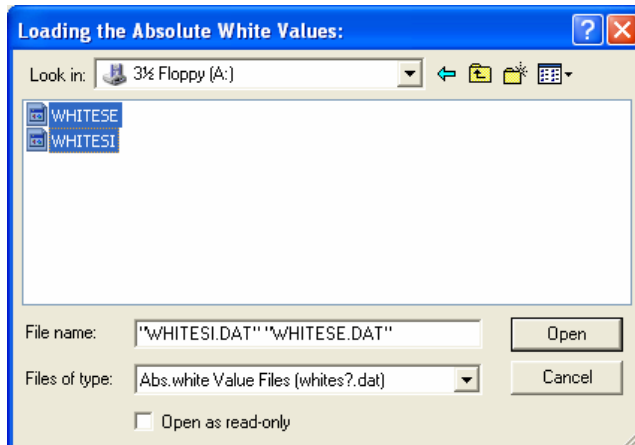 Loading the Absolute White Values:
Look in: 3½ Floppy (A:)
WHITESE
WHITESI
File name: "WHITESI.DAT" "WHITESE.DAT" Open
Files of type: Abs.white Value Files (whites?.dat) Cancel
Open as read-only